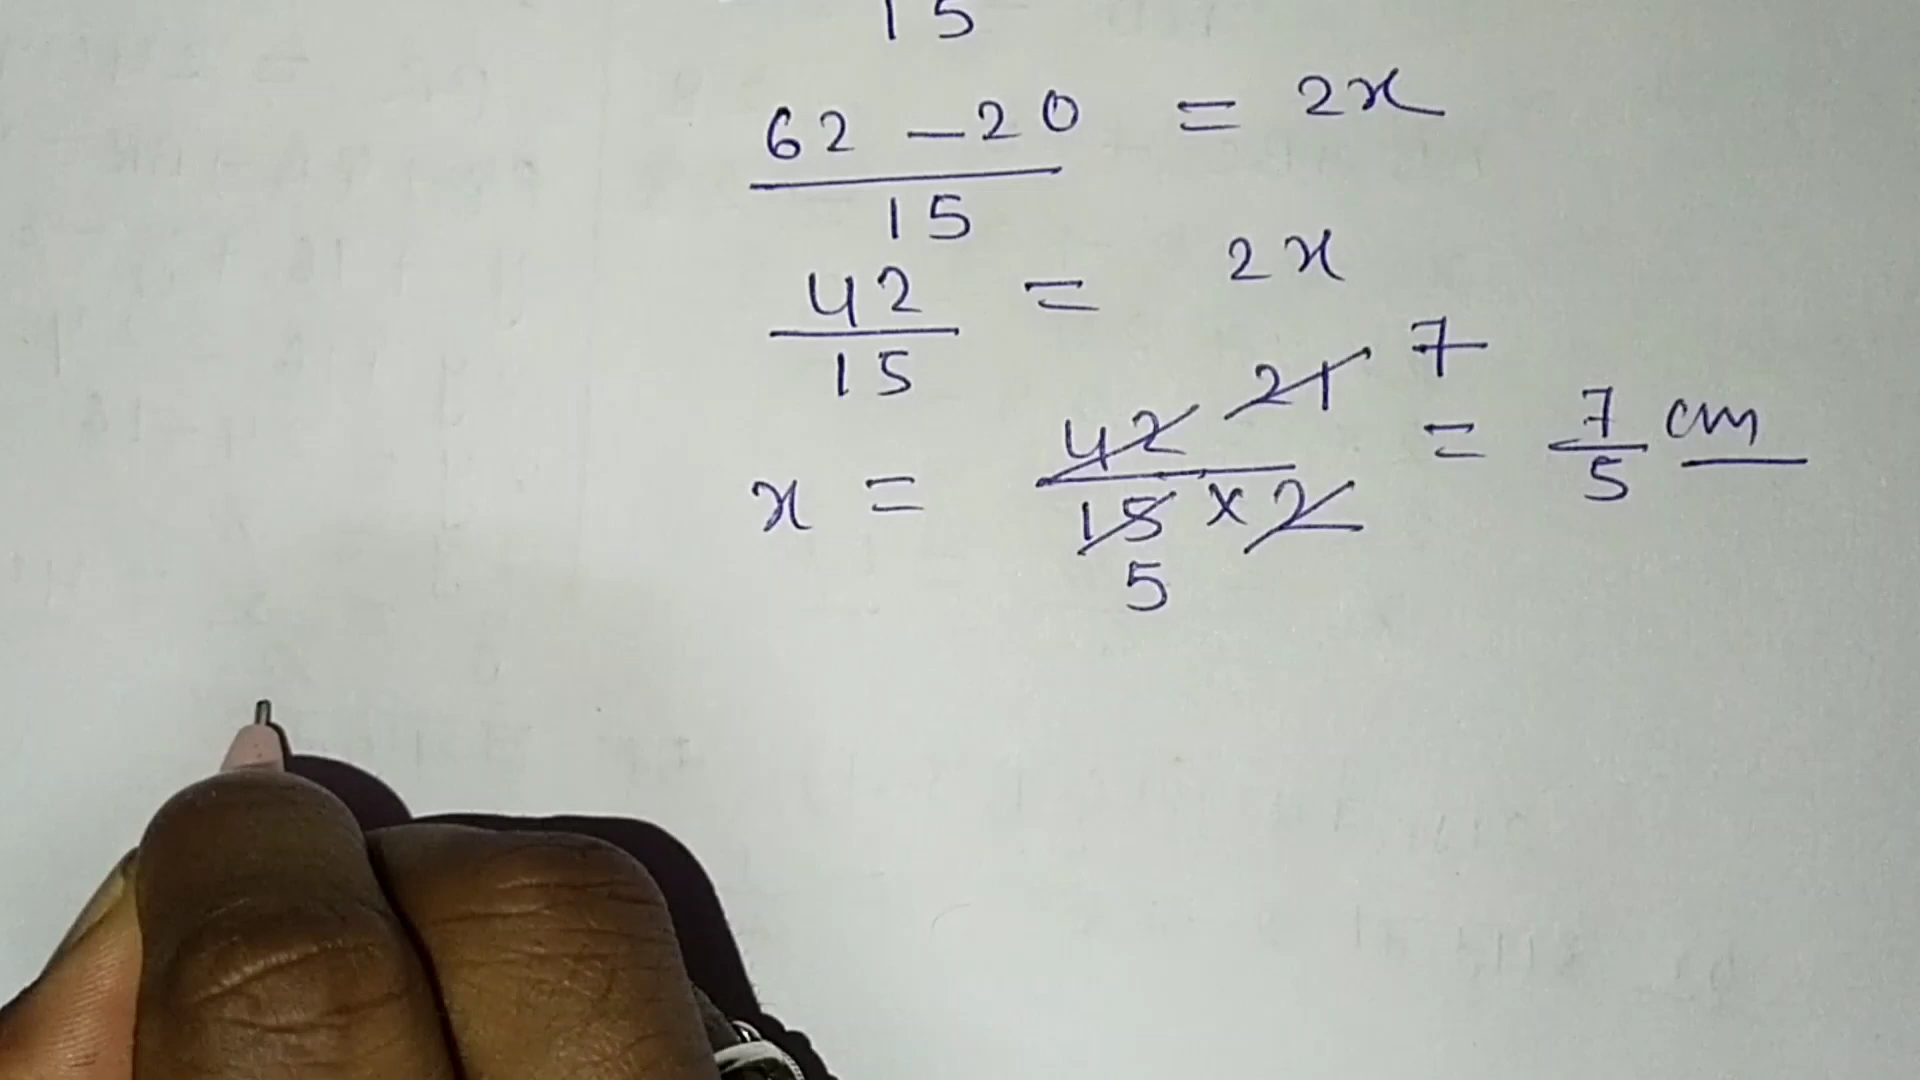 15
62 - 20 = 2x
15
42 = 2x
15
21 7
x = 42 = 7 cm
15 x 2 5
5